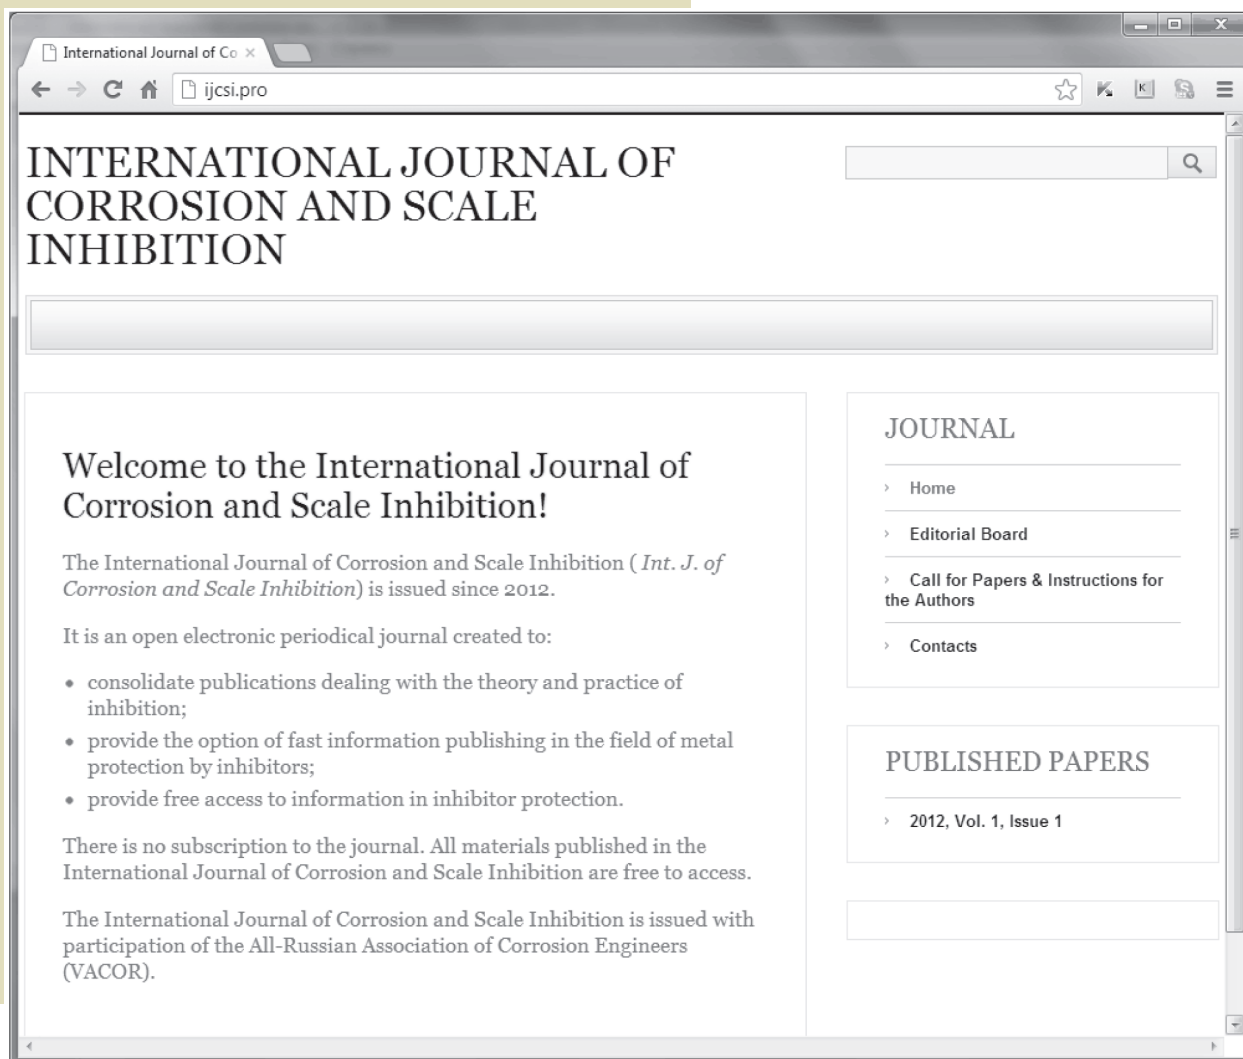 International Journal of Co
ijcsi.pro
INTERNATIONAL JOURNAL OF
CORROSION AND SCALE
INHIBITION
Welcome to the International Journal of
Corrosion and Scale Inhibition!
The International Journal of Corrosion and Scale Inhibition ( Int. J. of
Corrosion and Scale Inhibition) is issued since 2012.
It is an open electronic periodical journal created to:
• consolidate publications dealing with the theory and practice of
inhibition;
• provide the option of fast information publishing in the field of metal
protection by inhibitors;
• provide free access to information in inhibitor protection.
There is no subscription to the journal. All materials published in the
International Journal of Corrosion and Scale Inhibition are free to access.
The International Journal of Corrosion and Scale Inhibition is issued with
participation of the All-Russian Association of Corrosion Engineers
(VACOR).
JOURNAL
› Home
› Editorial Board
› Call for Papers & Instructions for
the Authors
› Contacts
PUBLISHED PAPERS
› 2012, Vol. 1, Issue 1